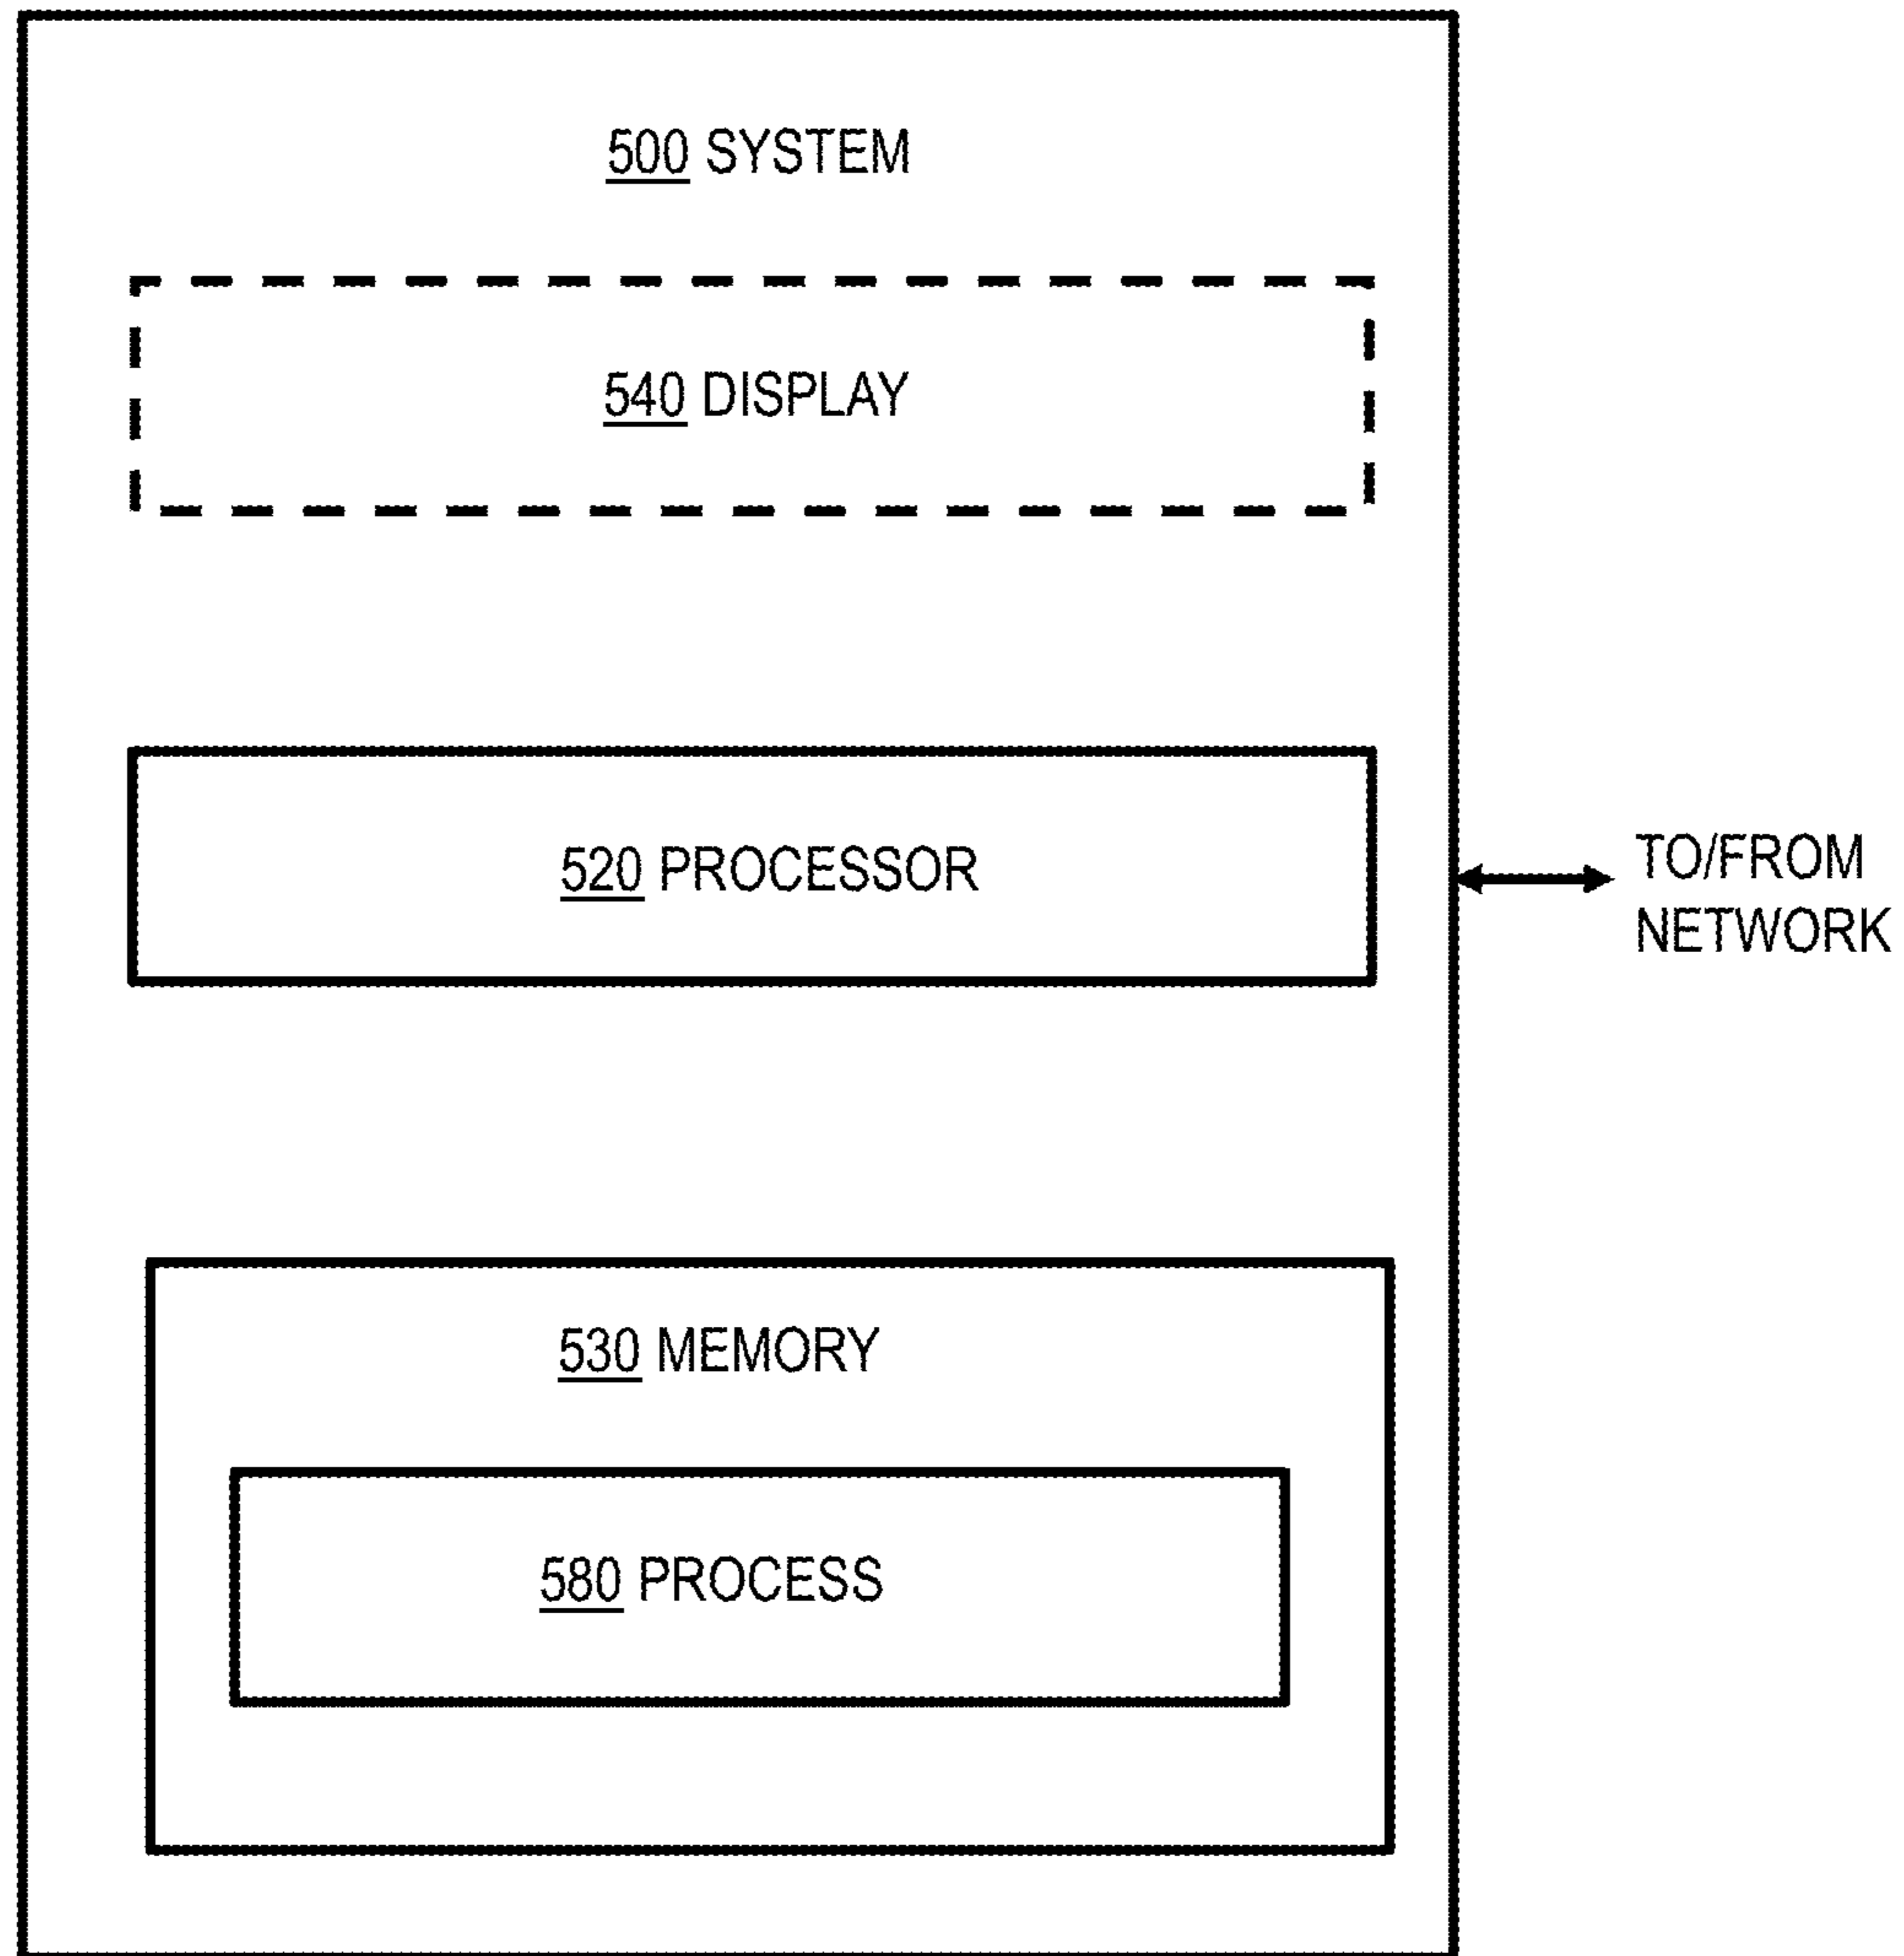 500 SYSTEM
540 DISPLAY
520 PROCESSOR
TO/FROM
NETWORK
530 MEMORY
580 PROCESS